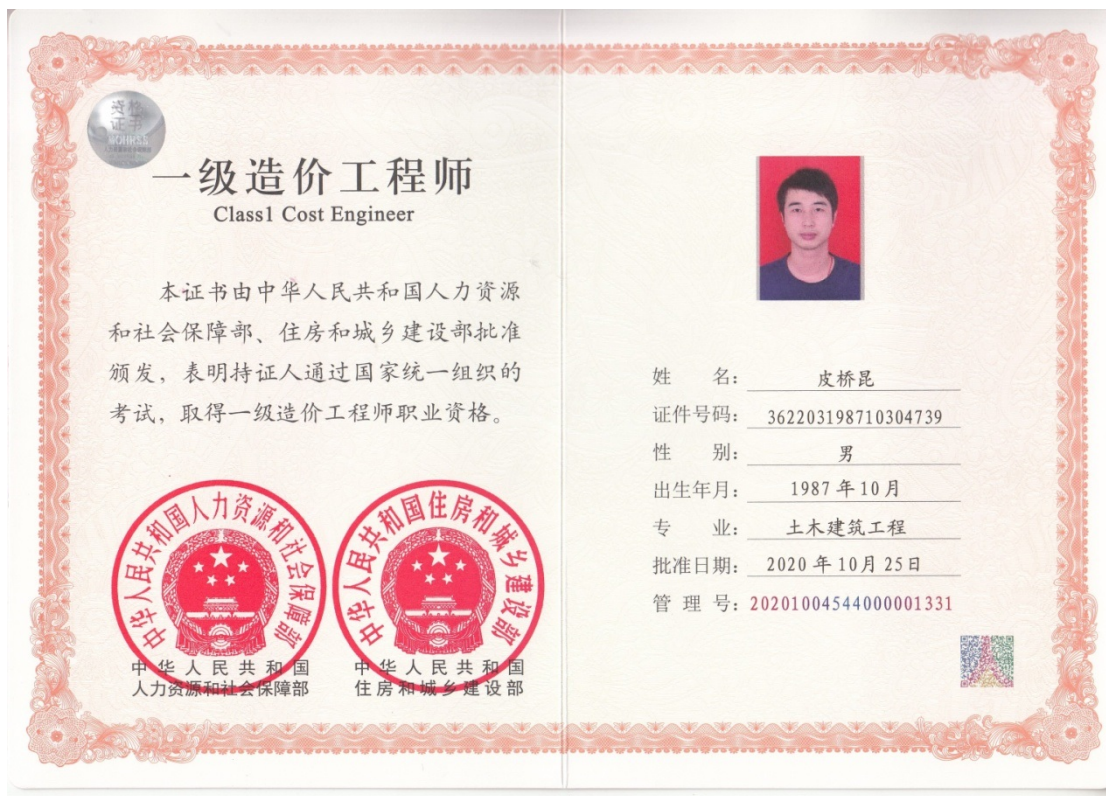 资格
证书
MOHRSS
一级造价工程师
Class1 Cost Engineer
本证书由中华人民共和国人力资源
和社会保障部、住房和城乡建设部批准
颁发，表明持证人通过国家统一组织的
考试，取得一级造价工程师职业资格。
中华人民共和国人力资源和社会保障部
中华人民共和国住房和城乡建设部
中华人民共和国
人力资源和社会保障部
中华人民共和国
住房和城乡建设部
姓 名：皮桥昆
证件号码：362203198710304739
性 别：男
出生年月：1987年10月
专 业：土木建筑工程
批准日期：2020年10月25日
管 理 号：20201004544000001331